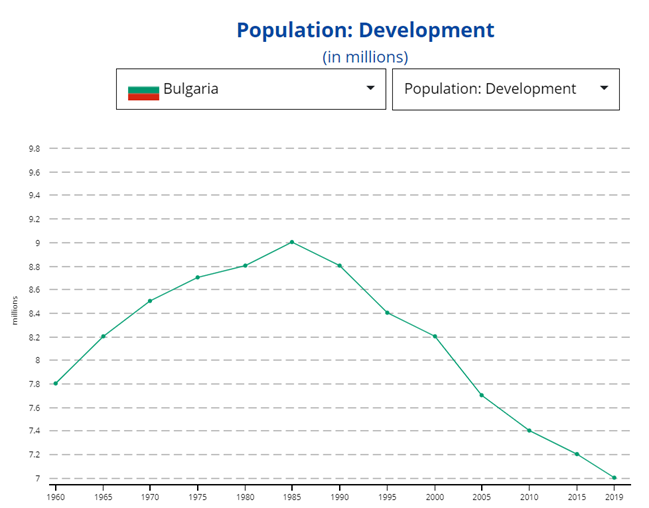 Population: Development
(in millions)
Bulgaria
Population: Development
9.8
9.6
9.4
9.2
9
8.8
8.6
8.4
8.2
8
7.8
7.6
7.4
7.2
7
millions
1960 1965 1970 1975 1980 1985 1990 1995 2000 2005 2010 2015 2019